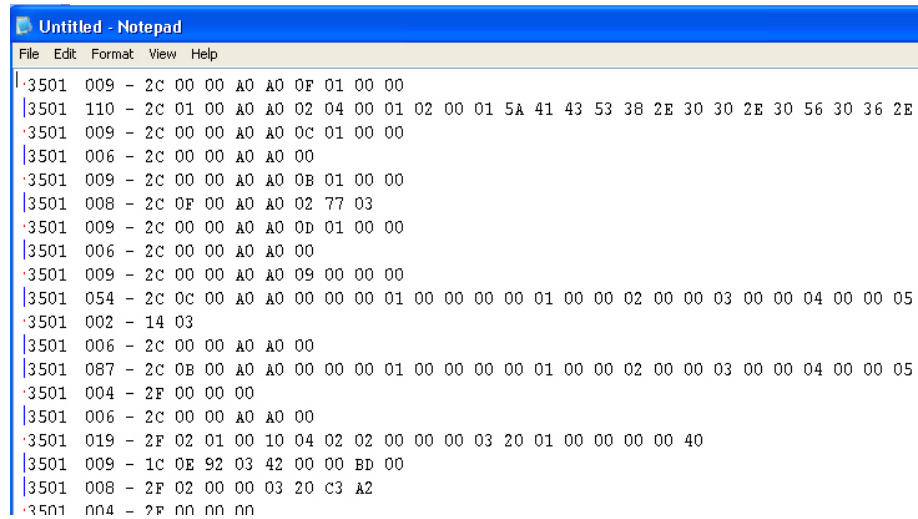 Untitled - Notepad
File Edit Format View Help
·3501 009 - 2C 00 00 A0 A0 0F 01 00 00
|3501 110 - 2C 01 00 A0 A0 02 04 00 01 02 00 01 5A 41 43 53 38 2E 30 30 2E 30 56 30 36 2E
·3501 009 - 2C 00 00 A0 A0 0C 01 00 00
|3501 006 - 2C 00 00 A0 A0 00
·3501 009 - 2C 00 00 A0 A0 0B 01 00 00
|3501 008 - 2C 0F 00 A0 A0 02 77 03
·3501 009 - 2C 00 00 A0 A0 0D 01 00 00
|3501 006 - 2C 00 00 A0 A0 00
·3501 009 - 2C 00 00 A0 A0 09 00 00 00
|3501 054 - 2C 0C 00 A0 A0 00 00 00 01 00 00 00 00 01 00 00 02 00 00 03 00 00 04 00 00 05
·3501 002 - 14 03
|3501 006 - 2C 00 00 A0 A0 00
|3501 087 - 2C 0B 00 A0 A0 00 00 00 01 00 00 00 00 01 00 00 02 00 00 03 00 00 04 00 00 05
·3501 004 - 2F 00 00 00
|3501 006 - 2C 00 00 A0 A0 00
·3501 019 - 2F 02 01 00 10 04 02 02 00 00 00 03 20 01 00 00 00 00 40
|3501 009 - 1C 0E 92 03 42 00 00 BD 00
|3501 008 - 2F 02 00 00 03 20 C3 A2
·3501 004 - 2F 00 00 00